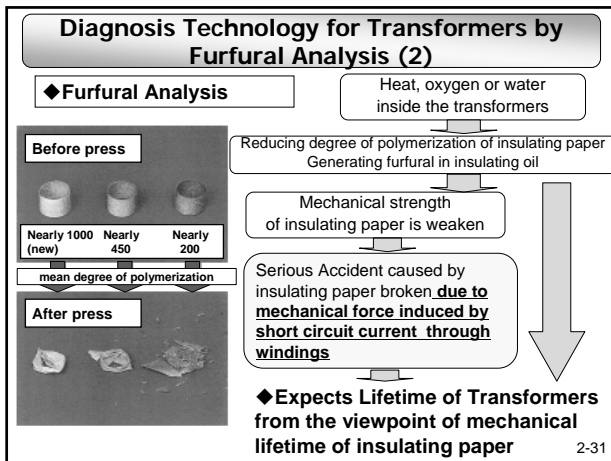 Diagnosis Technology for Transformers by
Furfural Analysis (2)
◆Furfural Analysis
Before press
Nearly 1000
(new)
Nearly
450
Nearly
200
mean degree of polymerization
After press
Heat, oxygen or water
inside the transformers
Reducing degree of polymerization of insulating paper
Generating furfural in insulating oil
Mechanical strength
of insulating paper is weaken
Serious Accident caused by
insulating paper broken due to
mechanical force induced by
short circuit current through
windings
◆Expects Lifetime of Transformers
from the viewpoint of mechanical
lifetime of insulating paper
2-31